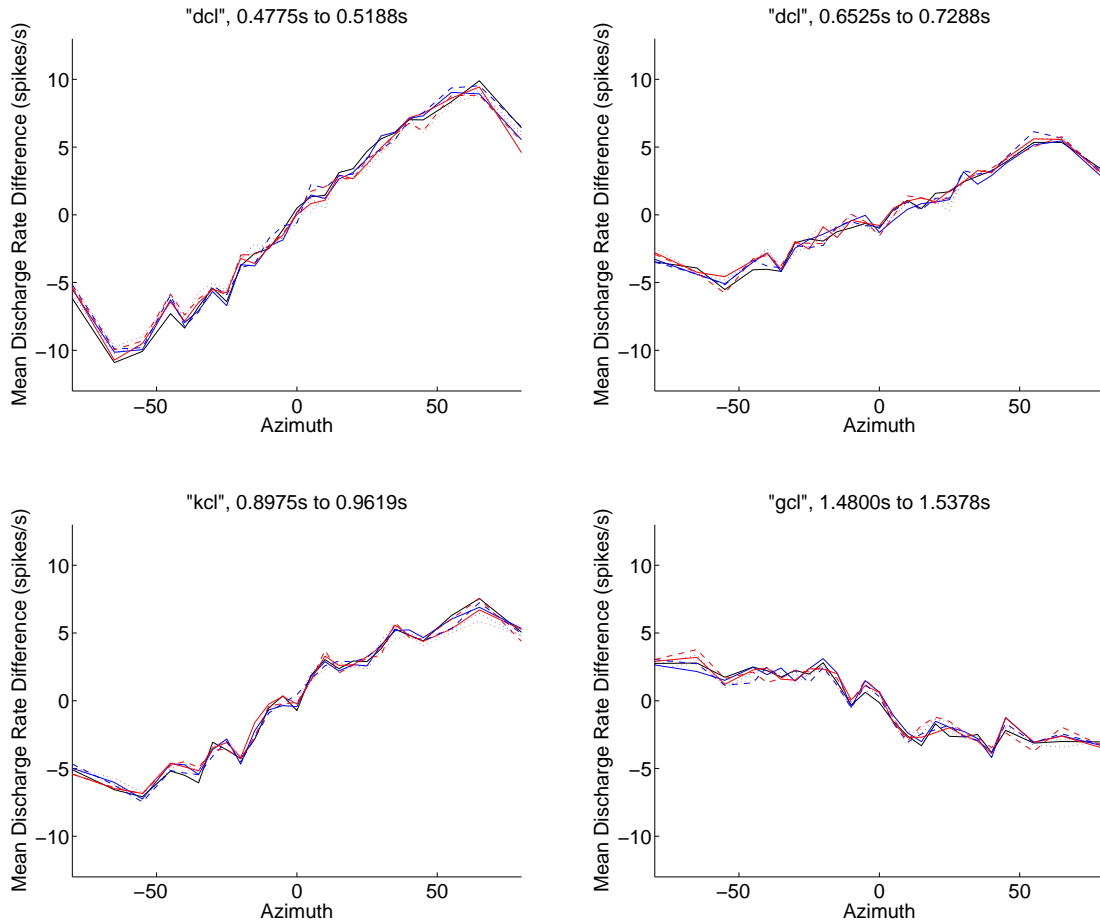 "dcl", 0.4775s to 0.5188s
Mean Discharge Rate Difference (spikes/s)
10
5
0
−5
−10
−50
0
50
Azimuth
"dcl", 0.6525s to 0.7288s
Mean Discharge Rate Difference (spikes/s)
10
5
0
−5
−10
−50
0
50
Azimuth
"kcl", 0.8975s to 0.9619s
Mean Discharge Rate Difference (spikes/s)
10
5
0
−5
−10
−50
0
50
Azimuth
"gcl", 1.4800s to 1.5378s
Mean Discharge Rate Difference (spikes/s)
10
5
0
−5
−10
−50
0
50
Azimuth